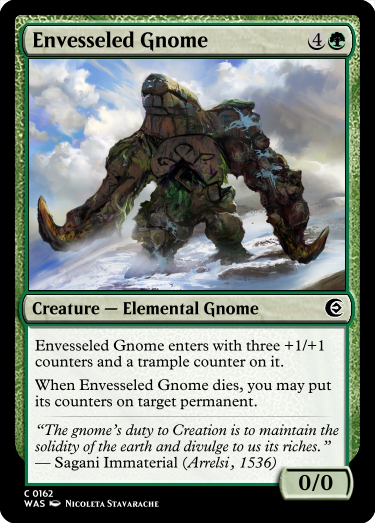 Envesseled Gnome 4
Creature — Elemental Gnome
Envesseled Gnome enters with three +1/+1
counters and a trample counter on it.
When Envesseled Gnome dies, you may put
its counters on target permanent.
“The gnome’s duty to Creation is to maintain the
solidity of the earth and divulge to us its riches.”
— Sagani Immaterial (Arrelsi, 1536)
0/0
C 0162
WAS Nicoleta Stavarache